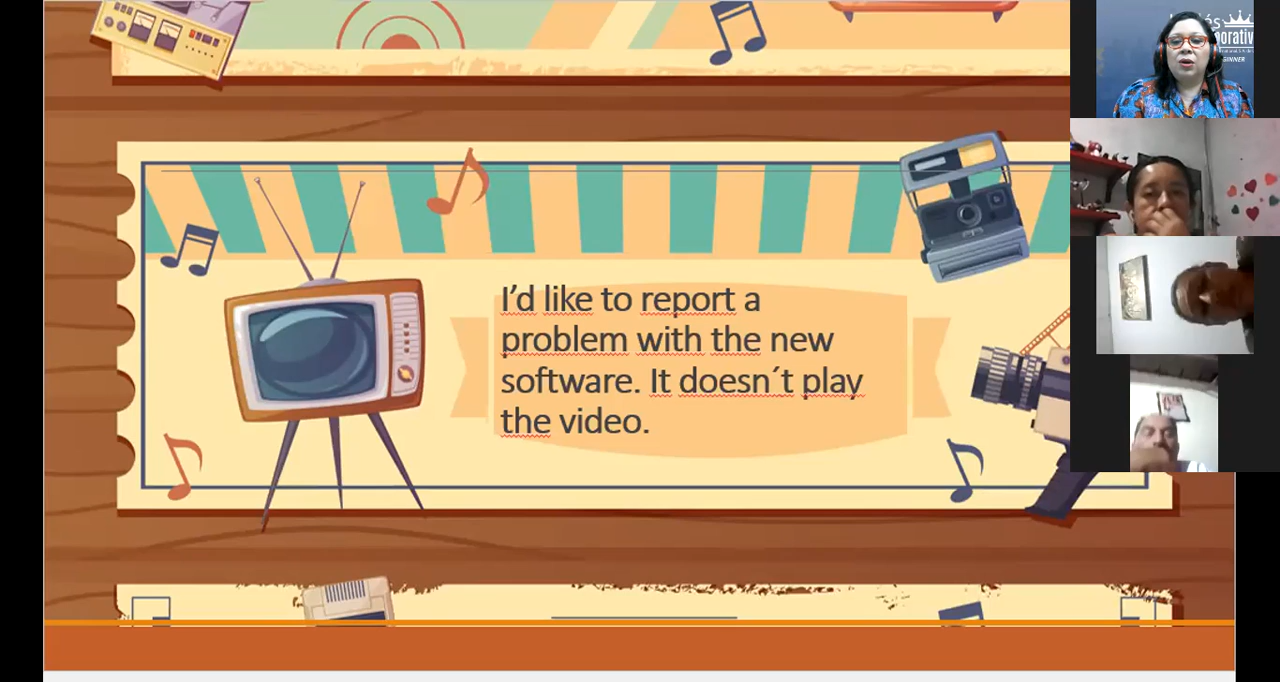 I'd like to report a
problem with the new
software. It doesn´t play
the video.